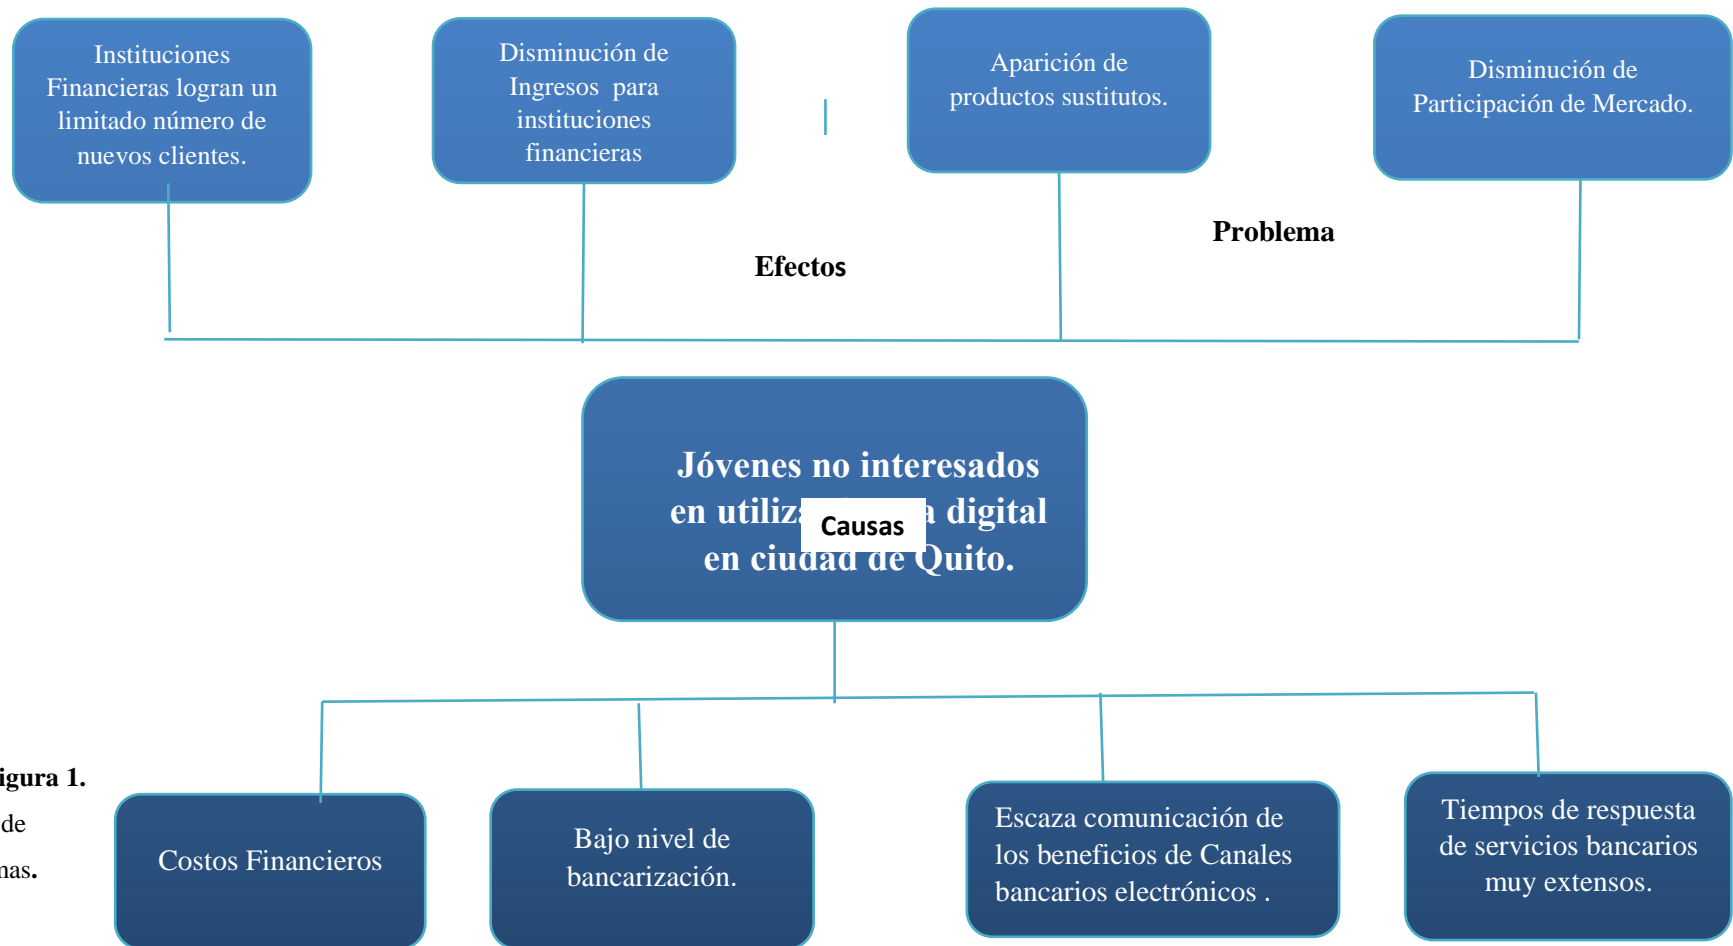 Instituciones
Financieras logran un
limitado número de
nuevos clientes.
Disminución de
Ingresos para
instituciones
financieras
Aparición de
productos sustitutos.
Disminución de
Participación de Mercado.
Problema
Efectos
Jóvenes no interesados
en digital
en ciudad de Quito.
Causas
igura 1.
de
nas.
Costos Financieros
Bajo nivel de
bancarización.
Escaza comunicación de
los beneficios de Canales
bancarios electrónicos .
Tiempos de respuesta
de servicios bancarios
muy extensos.